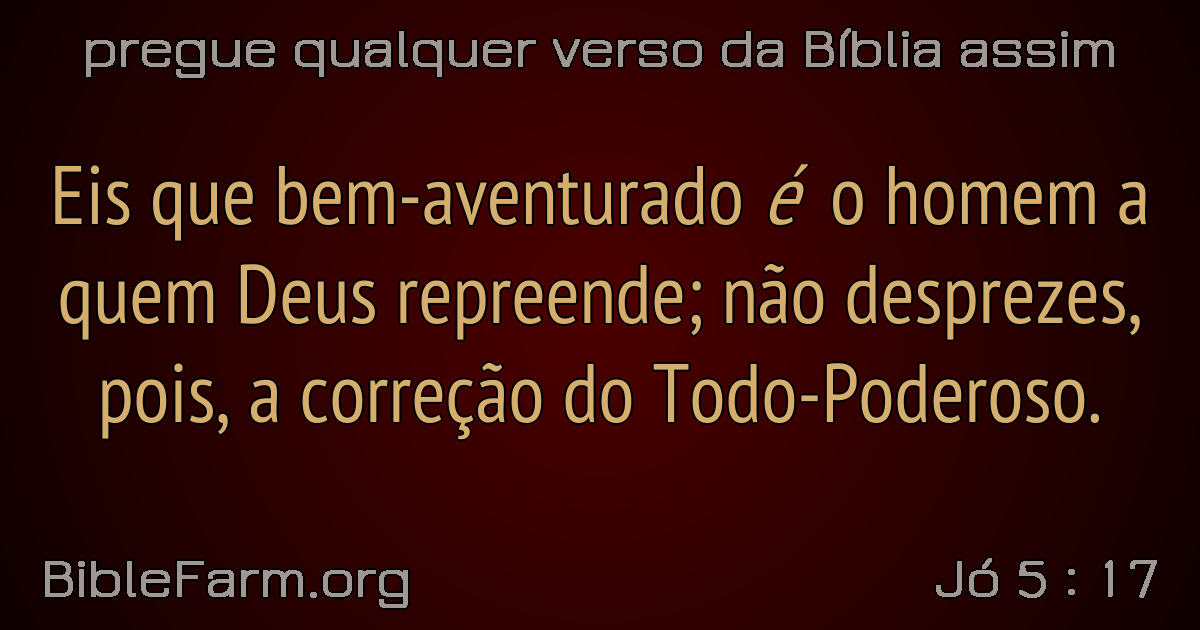 pregue qualquer verso da Bíblia assim
Eis que bem-aventurado é o homem a
quem Deus repreende; não desprezes,
pois, a correção do Todo-Poderoso.
BibleFarm.org
Jó 5 : 17